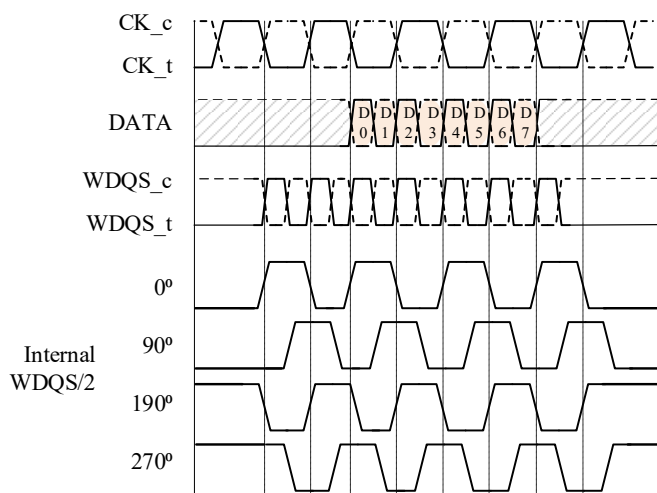 CK_c
CK_t
DATA
D D D D D D D D
0 1 2 3 4 5 6 7
WDQS_c
WDQS_t
0º
90º
Internal
WDQS/2
190º
270º